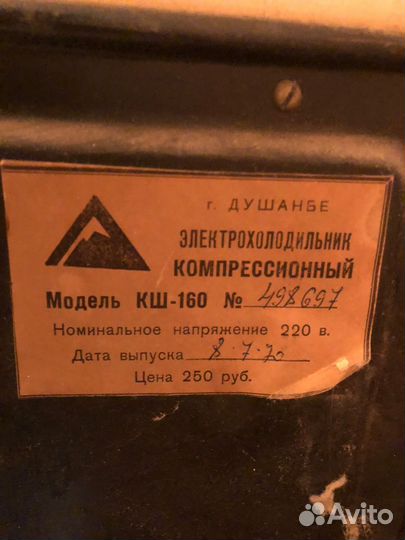 г. ДУШАНБЕ
ЭЛЕКТРОХОЛОДИЛЬНИК
КОМПРЕССИОННЫЙ
Модель КШ-160 № 498697
Номинальное напряжение 220 в.
Дата выпуска 8.7.70
Цена 250 руб.
Avito